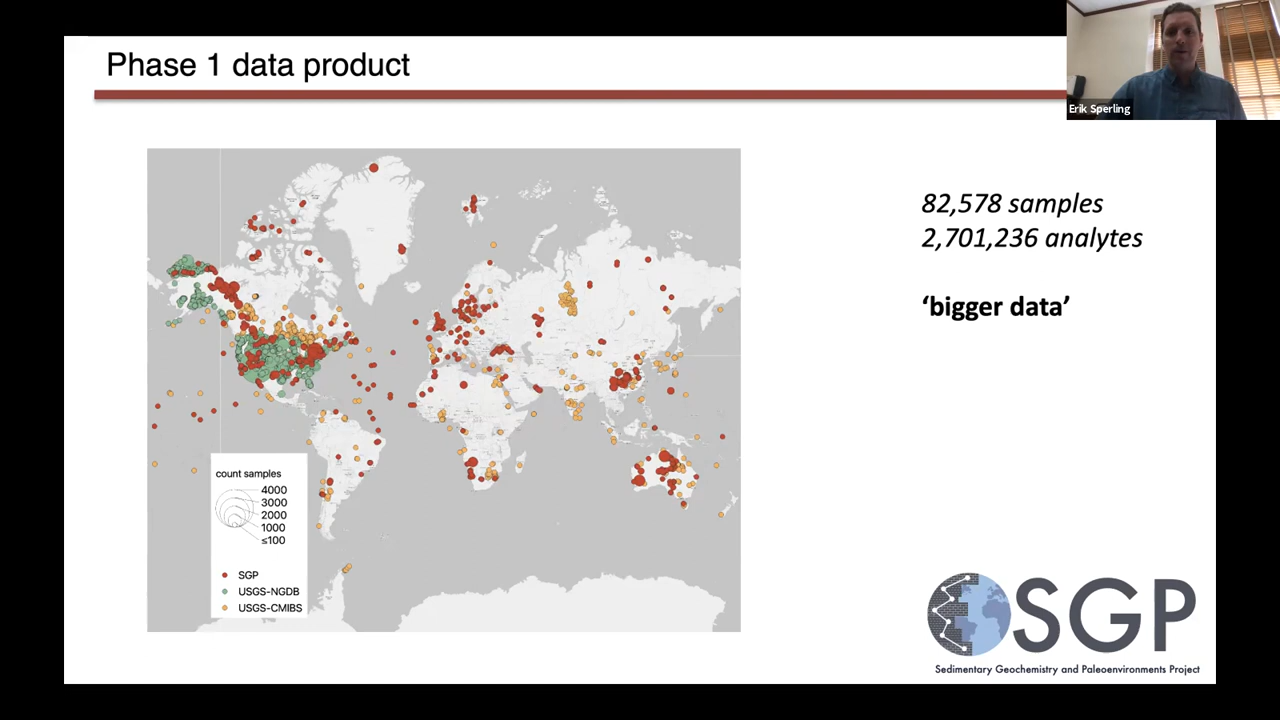 Phase 1 data product
Erik Sperling
82,578 samples
2,701,236 analytes
‘bigger data’
count samples
4000
3000
2000
1000
≤100
SGP
USGS-NGDB
USGS-CMIBS
SGP
Sedimentary Geochemistry and Paleoenvironments Project